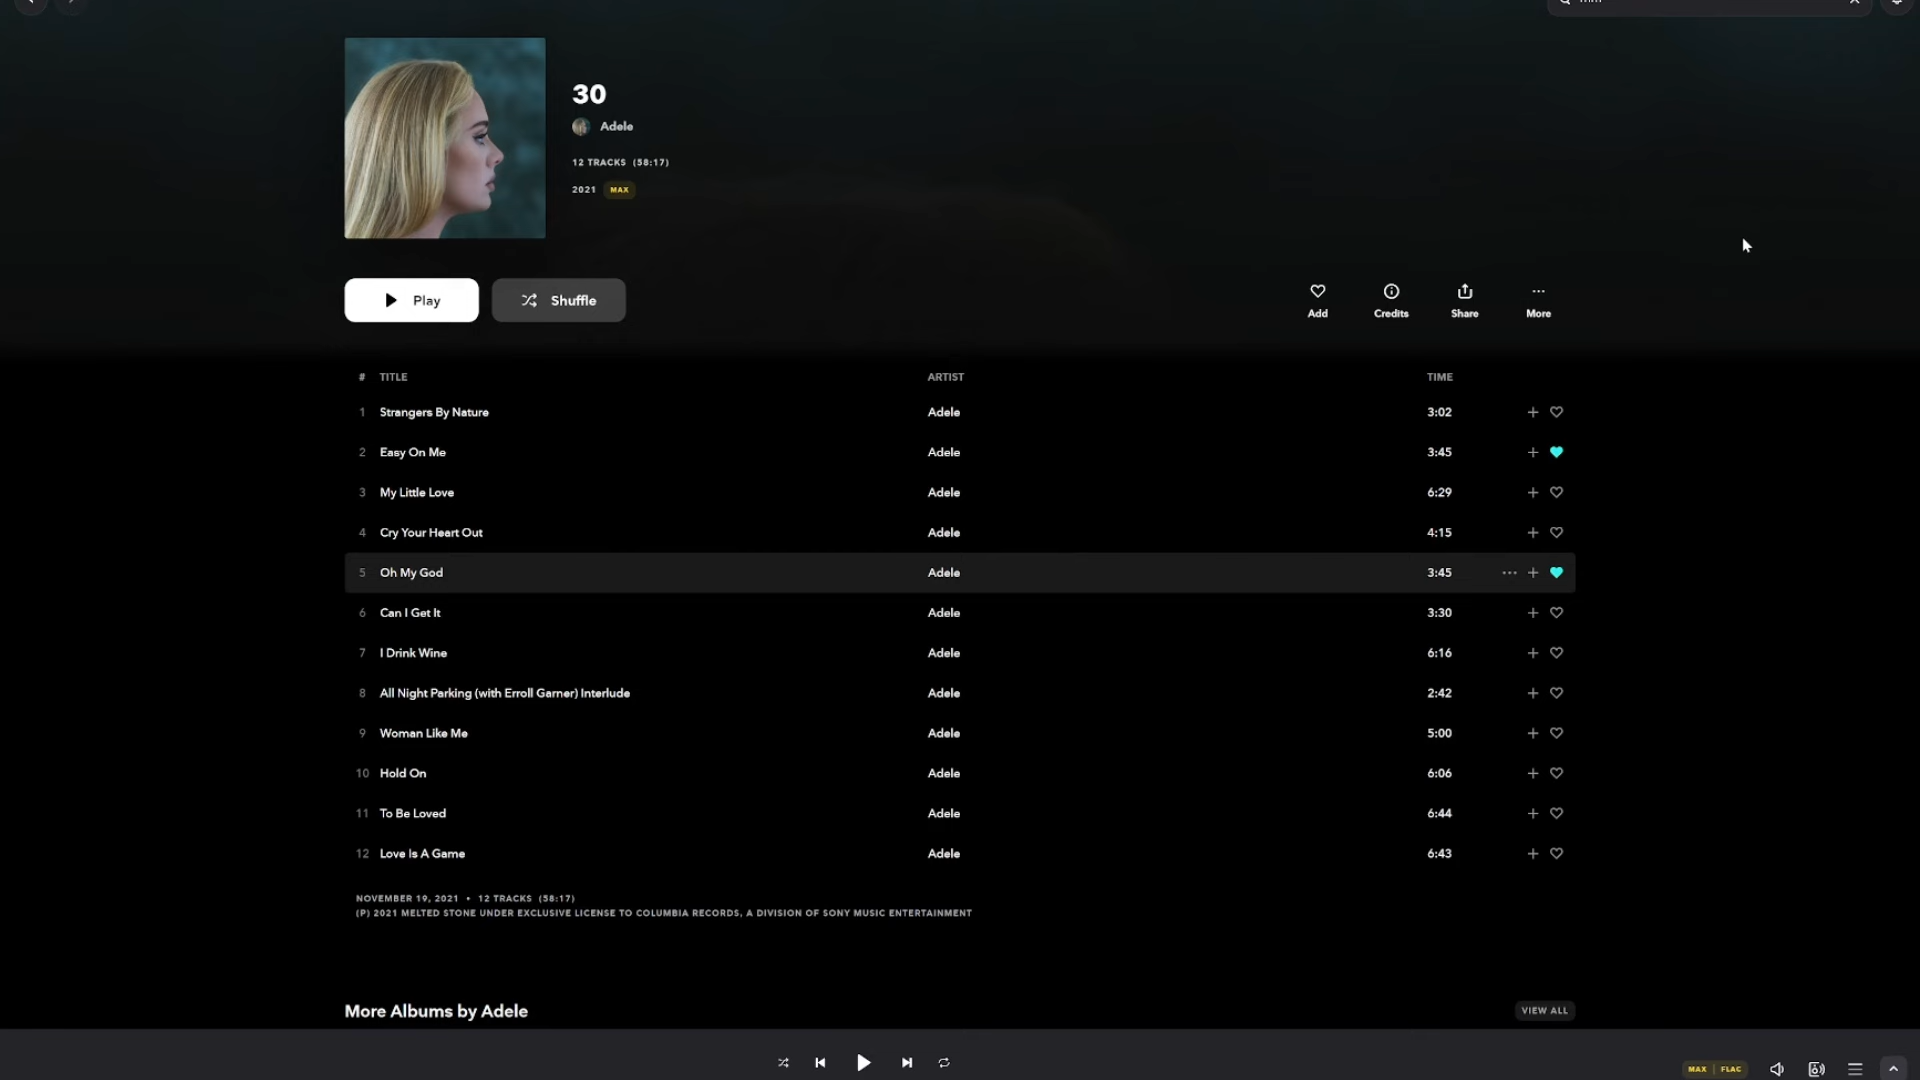 30
Adele
12 TRACKS (58:17)
2021 MAX
Play Shuffle Add Credits Share More
# TITLE ARTIST TIME
1 Strangers By Nature Adele 3:02
2 Easy On Me Adele 3:45
3 My Little Love Adele 6:29
4 Cry Your Heart Out Adele 4:15
5 Oh My God Adele 3:45
6 Can I Get It Adele 3:30
7 I Drink Wine Adele 6:16
8 All Night Parking (with Erroll Garner) Interlude Adele 2:42
9 Woman Like Me Adele 5:00
10 Hold On Adele 6:06
11 To Be Loved Adele 6:44
12 Love Is A Game Adele 6:43
NOVEMBER 19, 2021 • 12 TRACKS (58:17)
(P) 2021 MELTED STONE UNDER EXCLUSIVE LICENSE TO COLUMBIA RECORDS, A DIVISION OF SONY MUSIC ENTERTAINMENT
More Albums by Adele VIEW ALL
MAX | FLAC